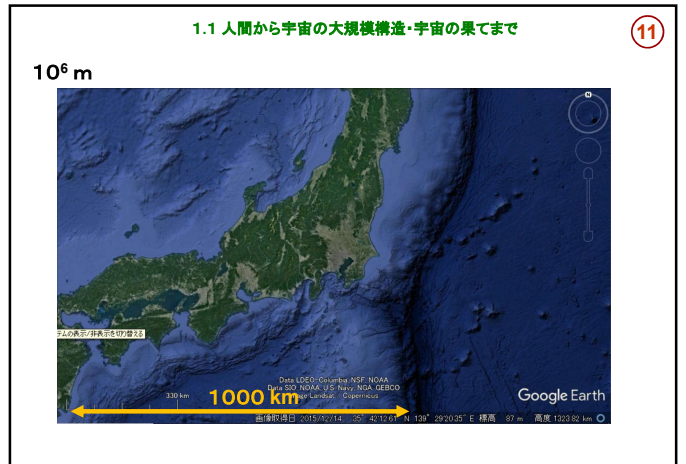 1.1 人間から宇宙の大規模構造・宇宙の果てまで
11
10⁶ m
N
テムの表示/非表示を切り替える
Data LDEO-Columbia, NSF, NOAA
Data SIO, NOAA, U.S. Navy, NGA, GEBCO
Landsat / Copernicus
330 km
1000 km
Google Earth
画像取得日 2015/12/14 35° 42'12.61" N 139° 29'20.35" E 標高 87 m 高度 1323.82 km